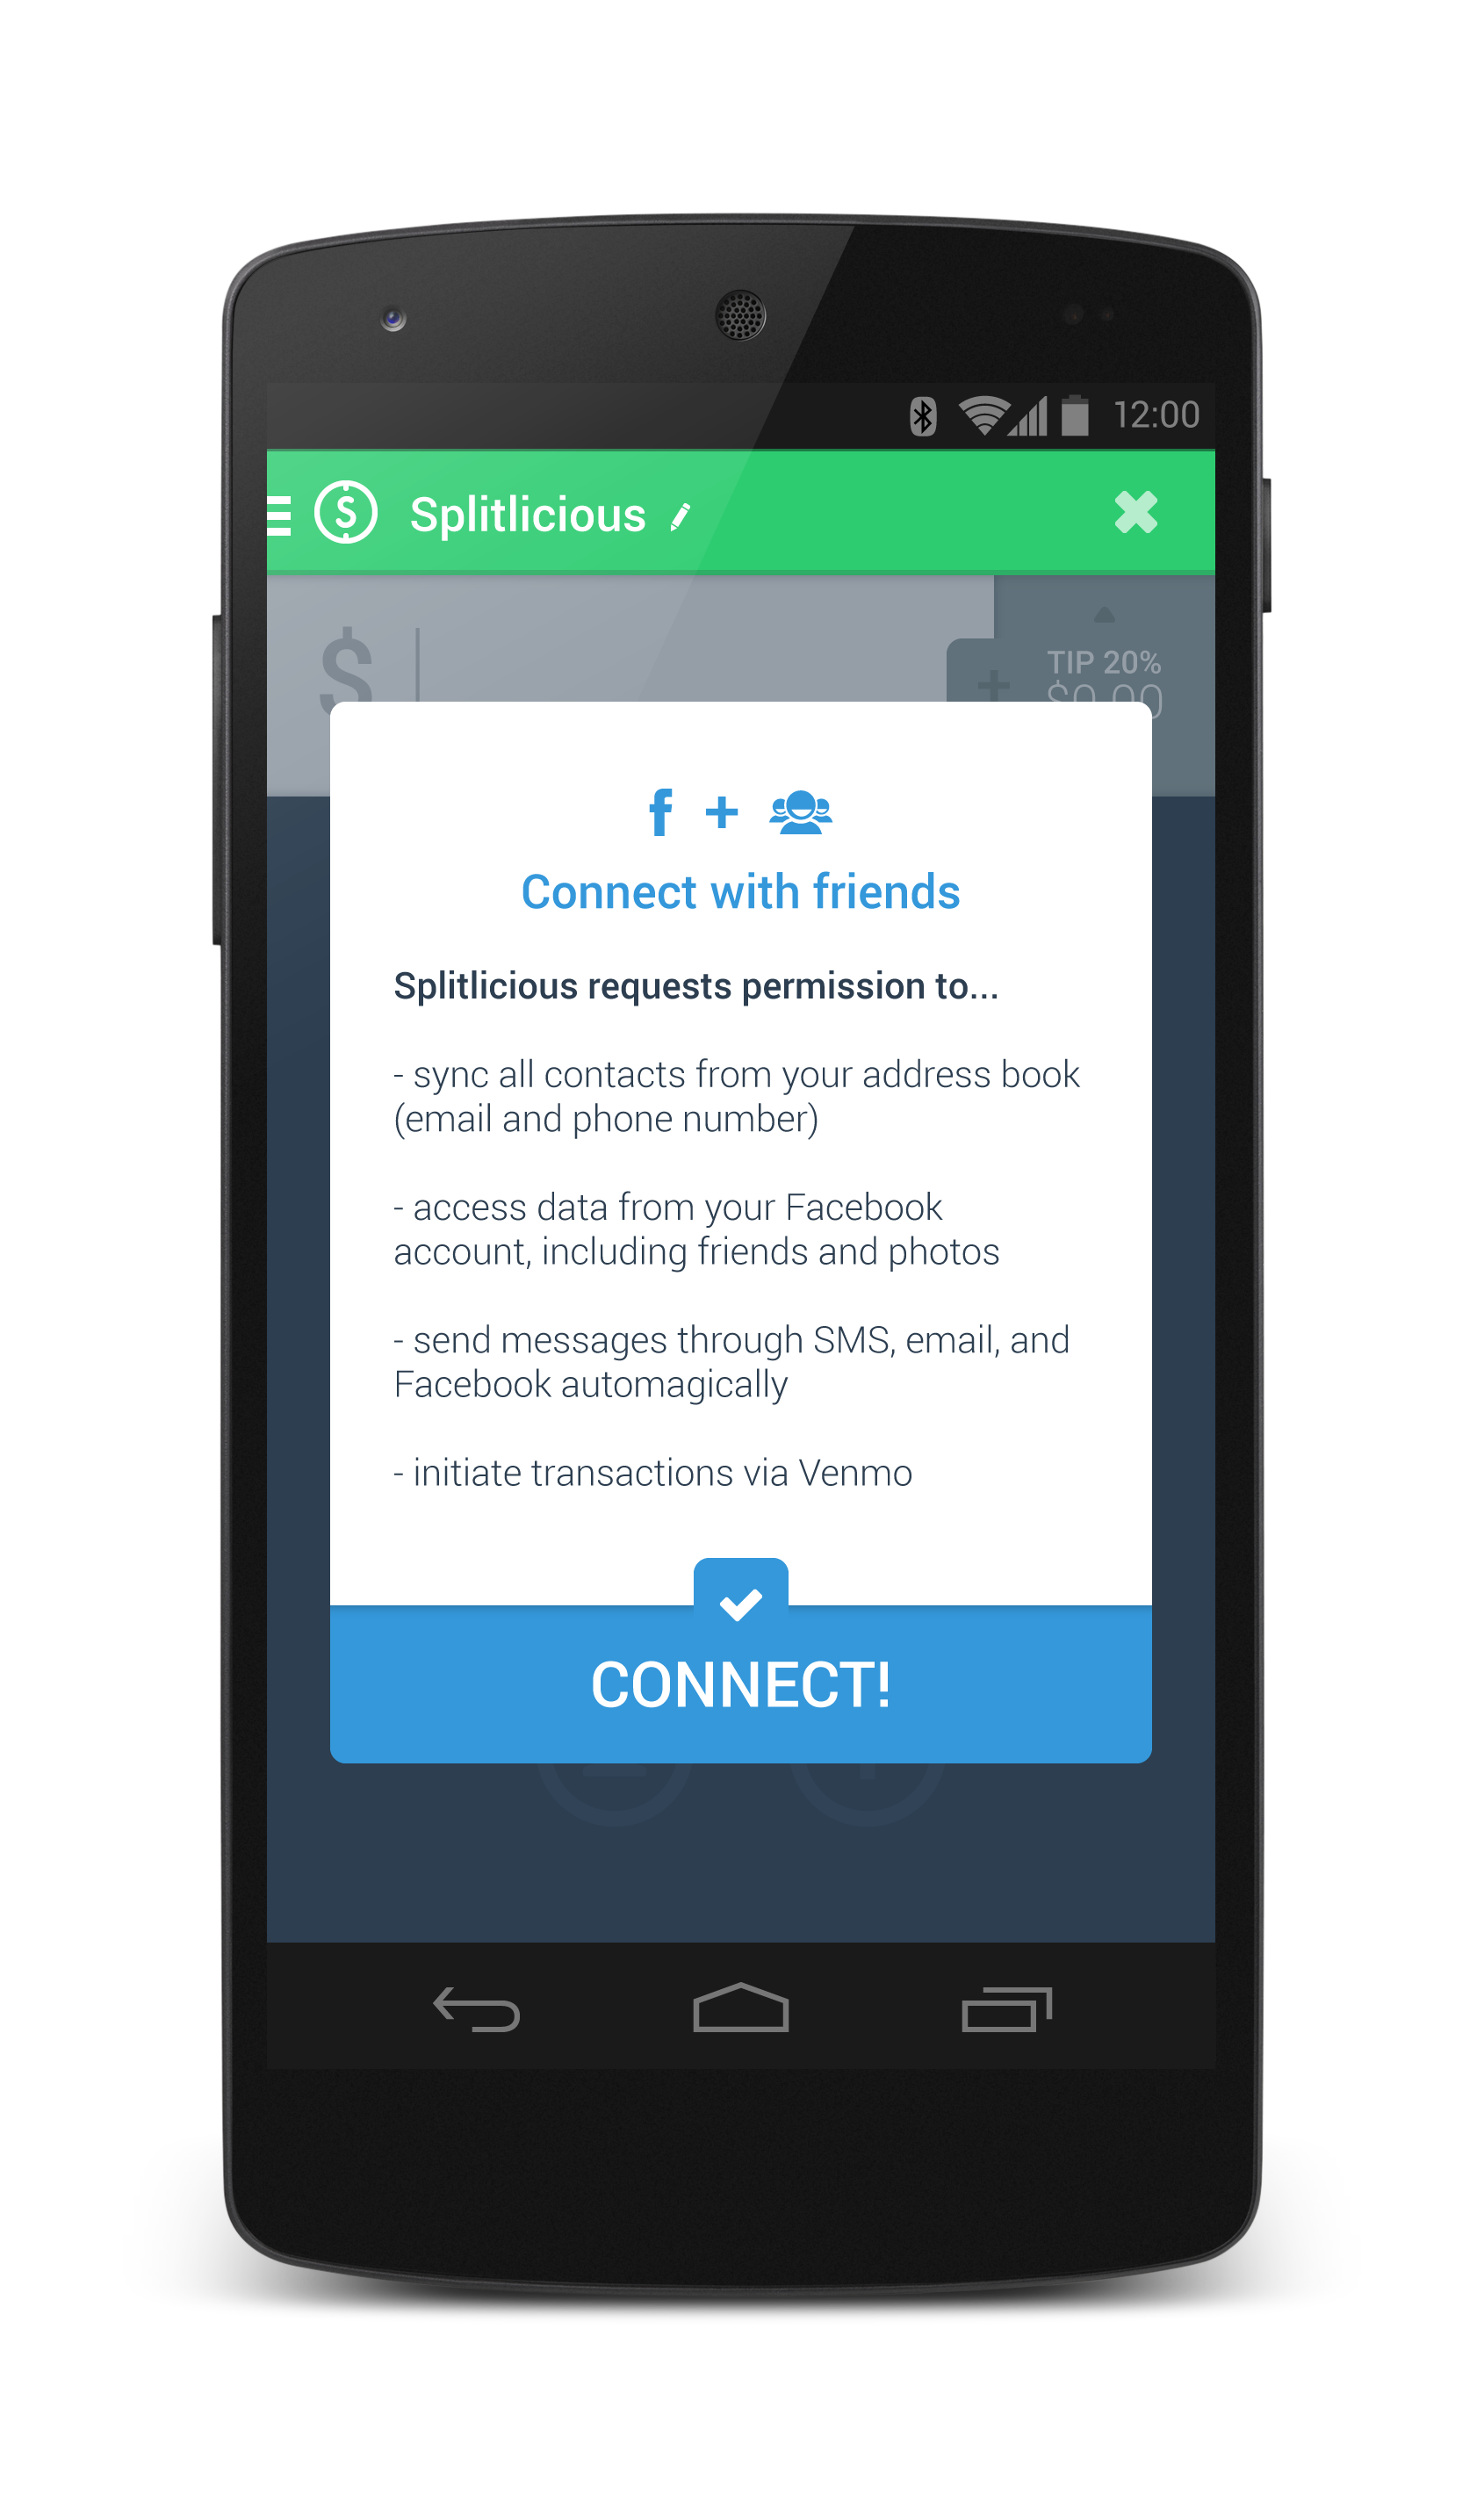 12:00
Splitlicious
$
TIP 20%
$0.00
f +
Connect with friends
Splitlicious requests permission to...
- sync all contacts from your address book
(email and phone number)
- access data from your Facebook
account, including friends and photos
- send messages through SMS, email, and
Facebook automagically
- initiate transactions via Venmo
CONNECT!